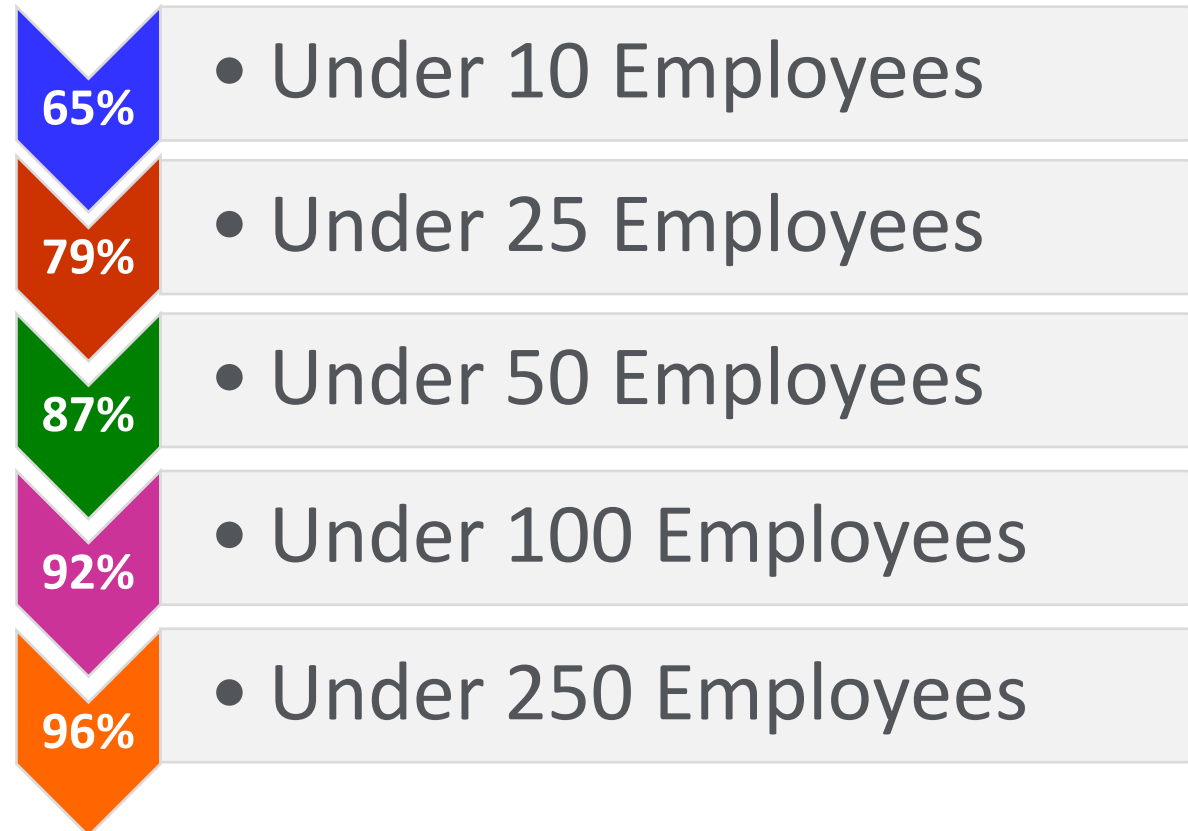 65%
• Under 10 Employees
79%
• Under 25 Employees
87%
• Under 50 Employees
92%
• Under 100 Employees
96%
• Under 250 Employees